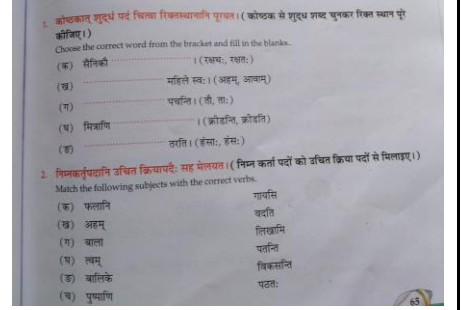 1. कोष्ठकात् शुद्धं पदं चित्वा रिक्तस्थानानि पूरयत। ( कोष्ठक से शुद्ध शब्द चुनकर रिक्त स्थान पूरे
कीजिए। )
Choose the correct word from the bracket and fill in the blanks.
(क) सैनिकौ ........................ । (रक्षथः, रक्षतः)
(ख) ........................ महिले स्वः। (अहम्, आवाम्)
(ग) ........................ पचन्ति। (तौ, ताः)
(घ) मित्राणि ........................ । (क्रीडन्ति, क्रीडति)
(ङ) ........................ तरति। (हंसाः, हंसः)
2. निम्नकर्तृपदानि उचित क्रियापदैः सह मेलयत। ( निम्न कर्ता पदों को उचित क्रिया पदों से मिलाइए। )
Match the following subjects with the correct verbs.
(क) फलानि गायसि
(ख) अहम् वदति
(ग) बाला लिखामि
(घ) त्वम् पतन्ति
(ङ) बालिके विकसन्ति
(च) पुष्पाणि पठतः
65